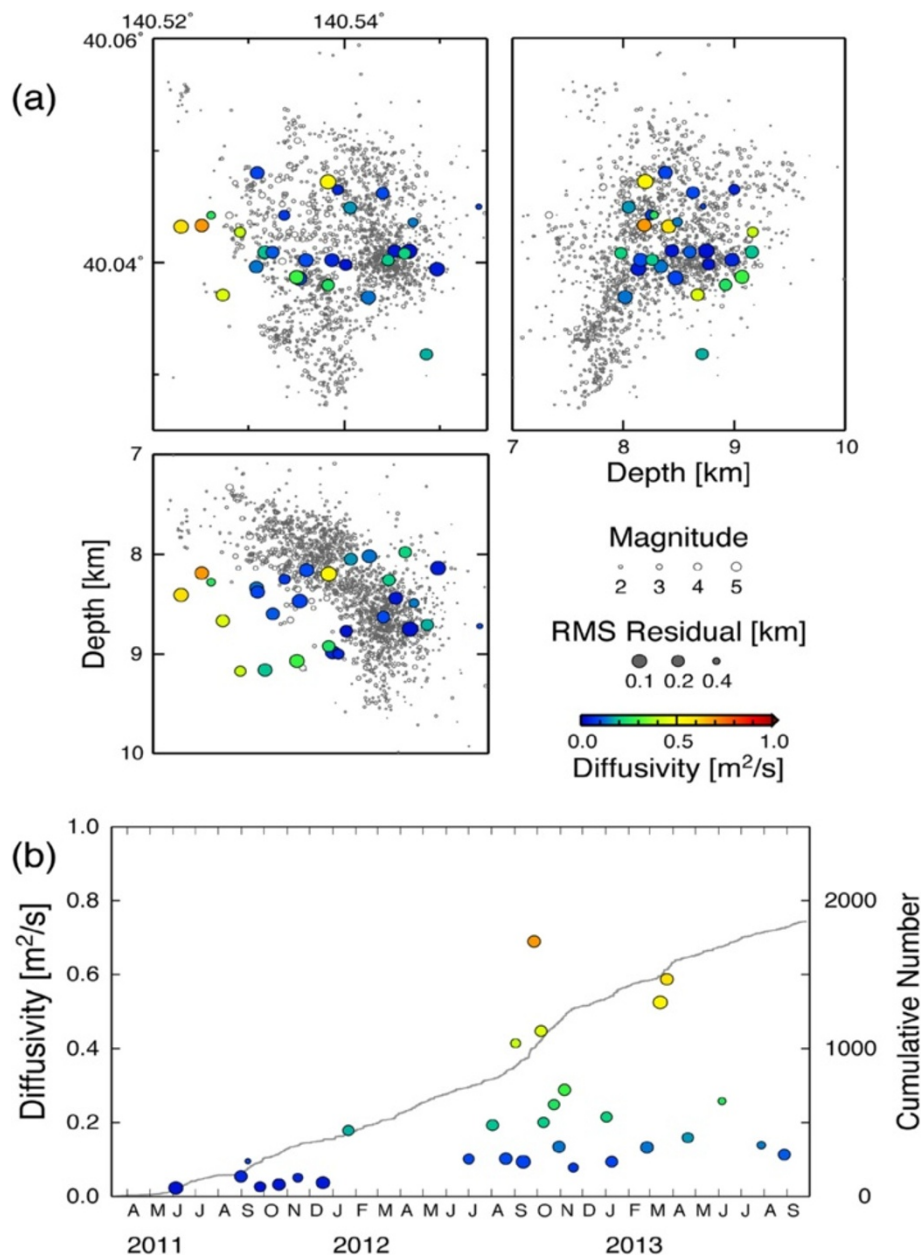 140.52° 140.54°
40.06°
(a)
40.04°
7 8 9 10
Depth [km]
7
8
9
10
Depth [km]
Magnitude
2 3 4 5
RMS Residual [km]
0.1 0.2 0.4
0.0 0.5 1.0
Diffusivity [m²/s]
(b)
1.0
0.8
0.6
0.4
0.2
0.0
Diffusivity [m²/s]
2000
1000
0
Cumulative Number
A M J J A S O N D J F M A M J J A S O N D J F M A M J J A S
2011 2012 2013